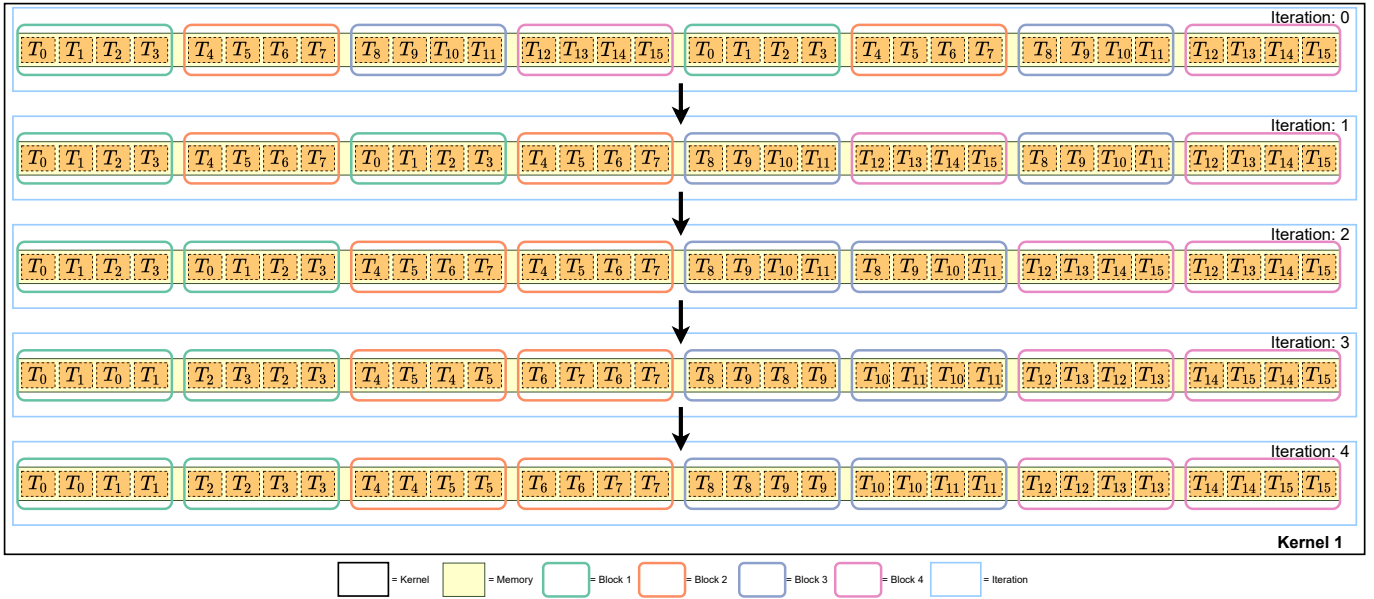 Iteration: 0
T0 T1 T2 T3 T4 T5 T6 T7 T8 T9 T10 T11 T12 T13 T14 T15 T0 T1 T2 T3 T4 T5 T6 T7 T8 T9 T10 T11 T12 T13 T14 T15
Iteration: 1
T0 T1 T2 T3 T4 T5 T6 T7 T0 T1 T2 T3 T4 T5 T6 T7 T8 T9 T10 T11 T12 T13 T14 T15 T8 T9 T10 T11 T12 T13 T14 T15
Iteration: 2
T0 T1 T2 T3 T0 T1 T2 T3 T4 T5 T6 T7 T4 T5 T6 T7 T8 T9 T10 T11 T8 T9 T10 T11 T12 T13 T14 T15 T12 T13 T14 T15
Iteration: 3
T0 T1 T0 T1 T2 T3 T2 T3 T4 T5 T4 T5 T6 T7 T6 T7 T8 T9 T8 T9 T10 T11 T10 T11 T12 T13 T12 T13 T14 T15 T14 T15
Iteration: 4
T0 T0 T1 T1 T2 T2 T3 T3 T4 T4 T5 T5 T6 T6 T7 T7 T8 T8 T9 T9 T10 T10 T11 T11 T12 T12 T13 T13 T14 T14 T15 T15
Kernel 1
= Kernel = Memory = Block 1 = Block 2 = Block 3 = Block 4 = Iteration